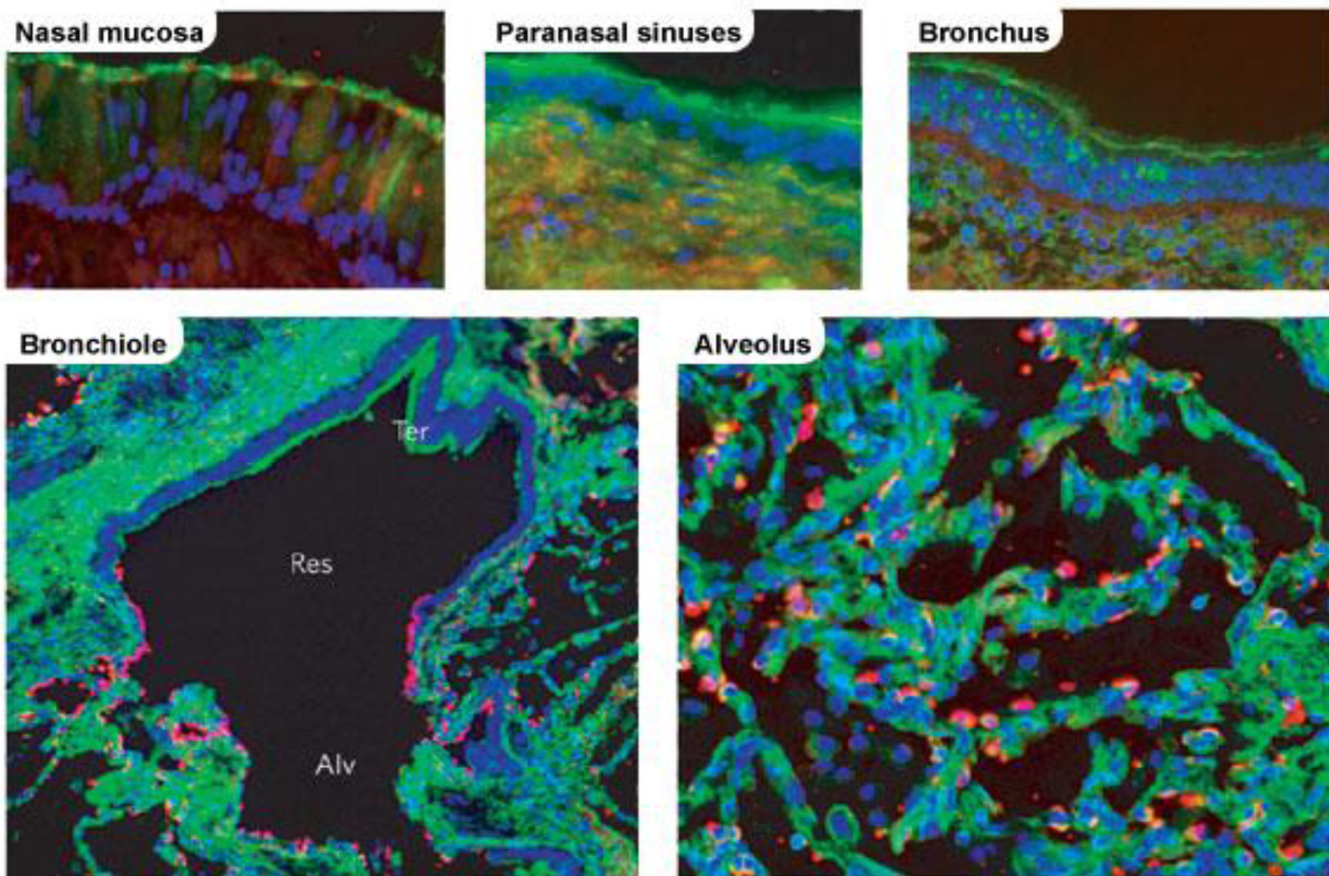 Nasal mucosa
Paranasal sinuses
Bronchus
Bronchiole
Alveolus
Ter
Res
Alv